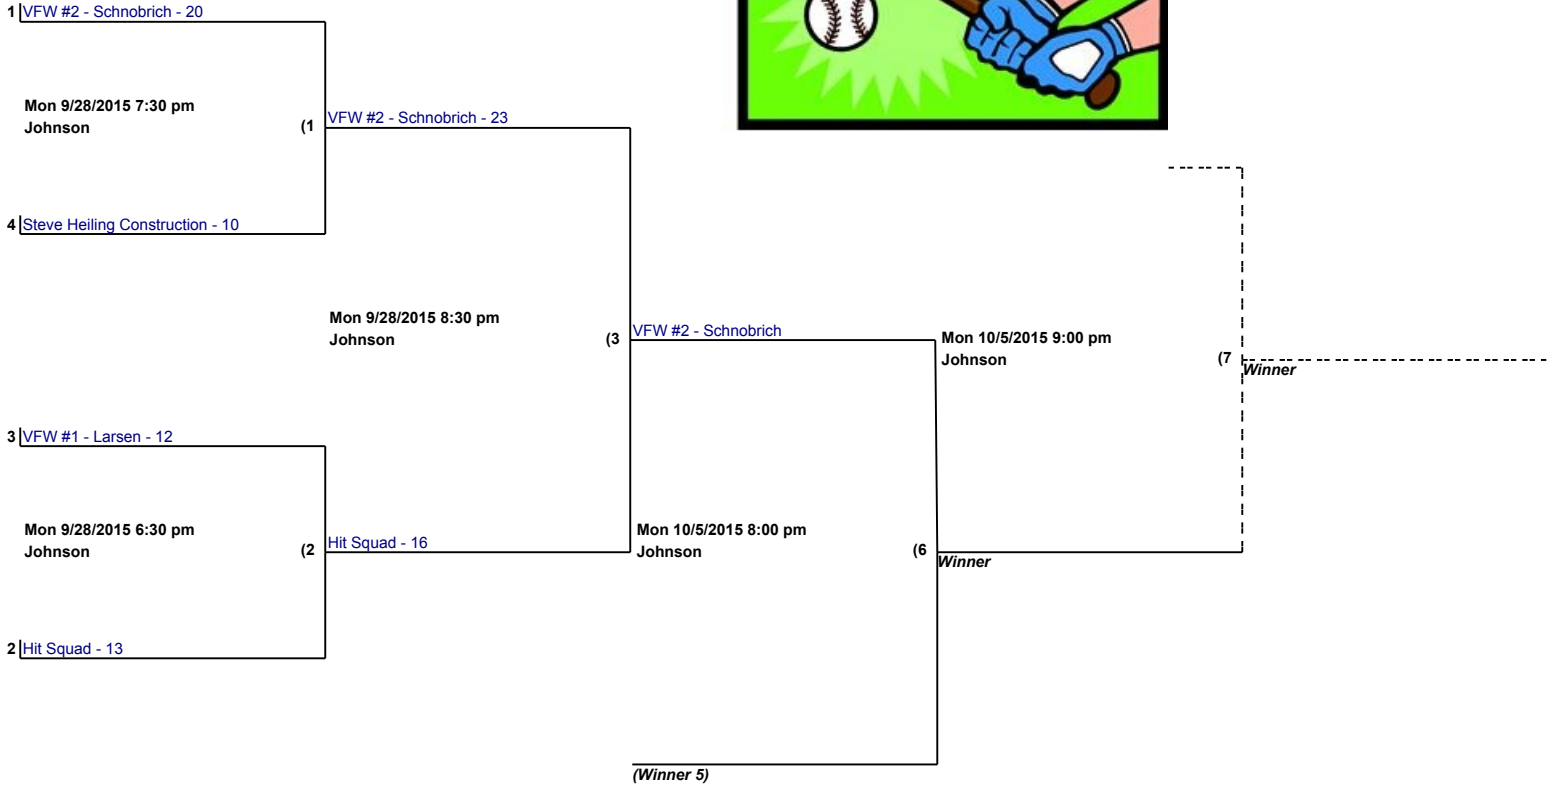 1 VFW #2 - Schnobrich - 20
Mon 9/28/2015 7:30 pm
Johnson
(1
VFW #2 - Schnobrich - 23
4 Steve Heiling Construction - 10
Mon 9/28/2015 8:30 pm
Johnson
(3
VFW #2 - Schnobrich
Mon 10/5/2015 9:00 pm
Johnson
(7
Winner
3 VFW #1 - Larsen - 12
Mon 9/28/2015 6:30 pm
Johnson
(2
Hit Squad - 16
Mon 10/5/2015 8:00 pm
Johnson
(6
Winner
2 Hit Squad - 13
(Winner 5)